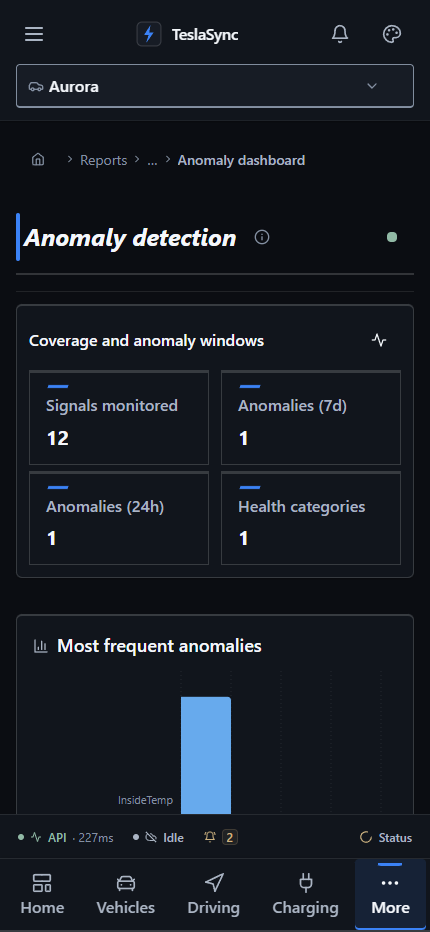 TeslaSync
Aurora
Reports
...
Anomaly dashboard
Anomaly detection
Coverage and anomaly windows
Signals monitored
12
Anomalies (7d)
1
Anomalies (24h)
1
Health categories
1
Most frequent anomalies
InsideTemp
API · 227ms
Idle
2
Status
Home
Vehicles
Driving
Charging
More